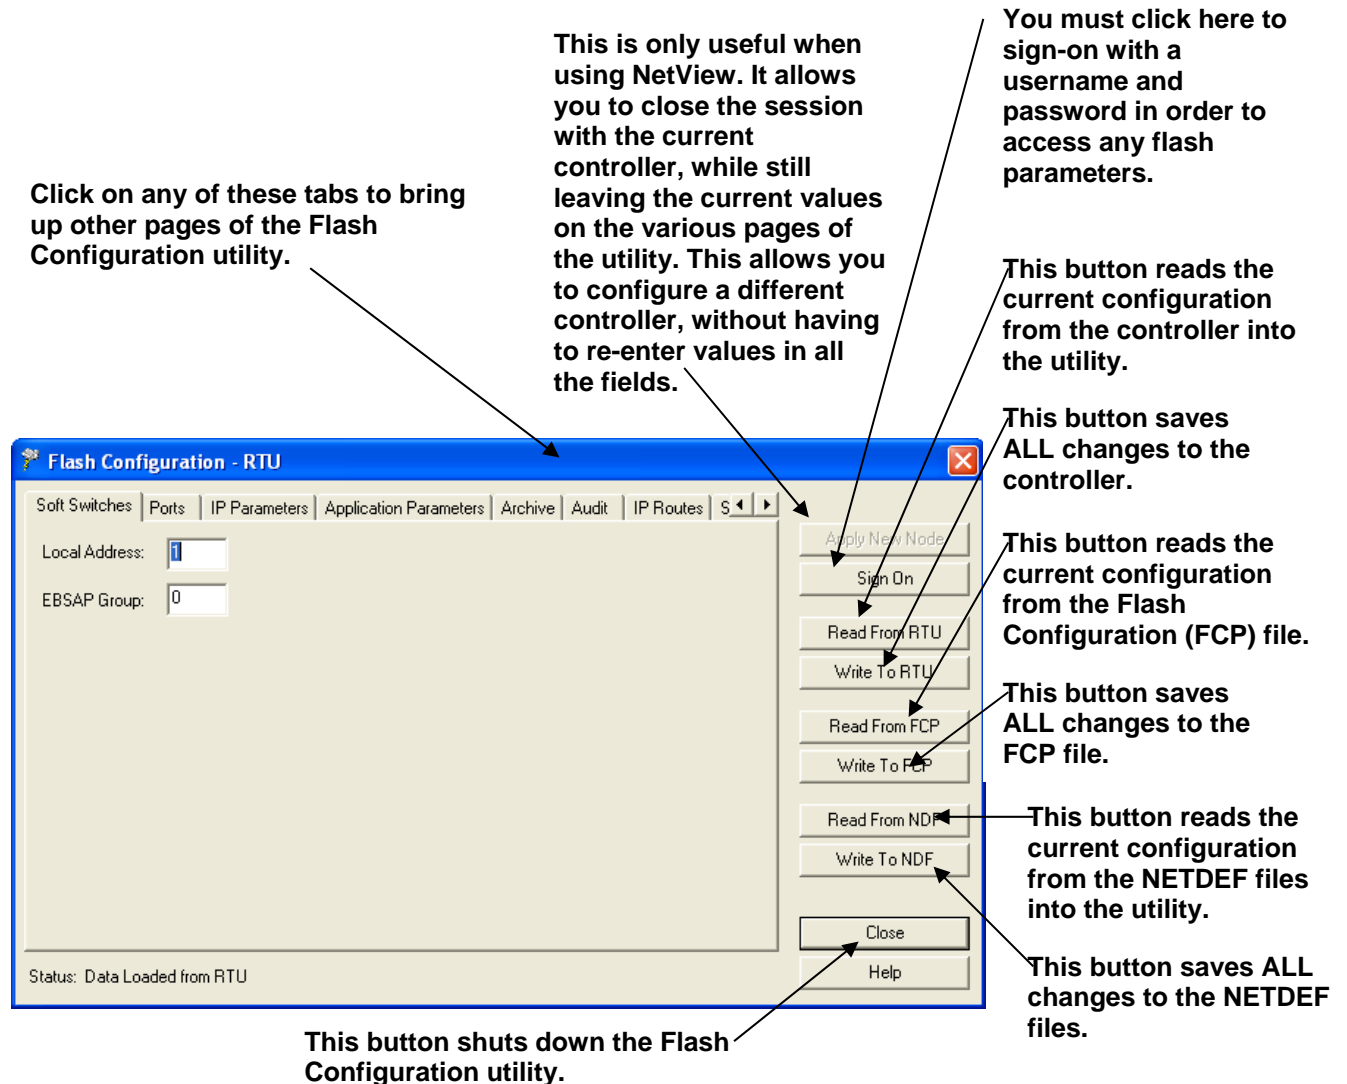 You must click here to
sign-on with a
username and
password in order to
access any flash
parameters.
This is only useful when
using NetView. It allows
you to close the session
with the current
controller, while still
leaving the current values
on the various pages of
the utility. This allows you
to configure a different
controller, without having
to re-enter values in all
the fields.
Click on any of these tabs to bring
up other pages of the Flash
Configuration utility.
This button reads the
current configuration
from the controller into
the utility.
This button saves
ALL changes to the
controller.
This button reads the
current configuration
from the Flash
Configuration (FCP) file.
This button saves
ALL changes to the
FCP file.
This button reads the
current configuration
from the NETDEF files
into the utility.
This button saves ALL
changes to the NETDEF
files.
Flash Configuration - RTU
Soft Switches Ports IP Parameters Application Parameters Archive Audit IP Routes S
Local Address: 1
EBSAP Group: 0
Apply New Node
Sign On
Read From RTU
Write To RTU
Read From FCP
Write To FCP
Read From NDF
Write To NDF
Close
Help
Status: Data Loaded from RTU
This button shuts down the Flash
Configuration utility.